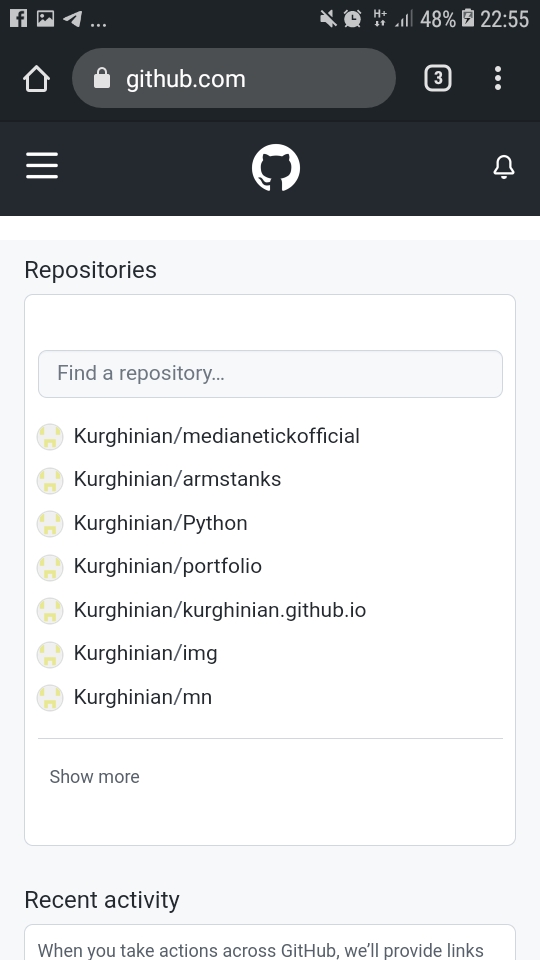 ... H+ 48% 22:55
github.com 3
Repositories
Find a repository...
Kurghinian/medianetickofficial
Kurghinian/armstanks
Kurghinian/Python
Kurghinian/portfolio
Kurghinian/kurghinian.github.io
Kurghinian/img
Kurghinian/mn
Show more
Recent activity
When you take actions across GitHub, we’ll provide links